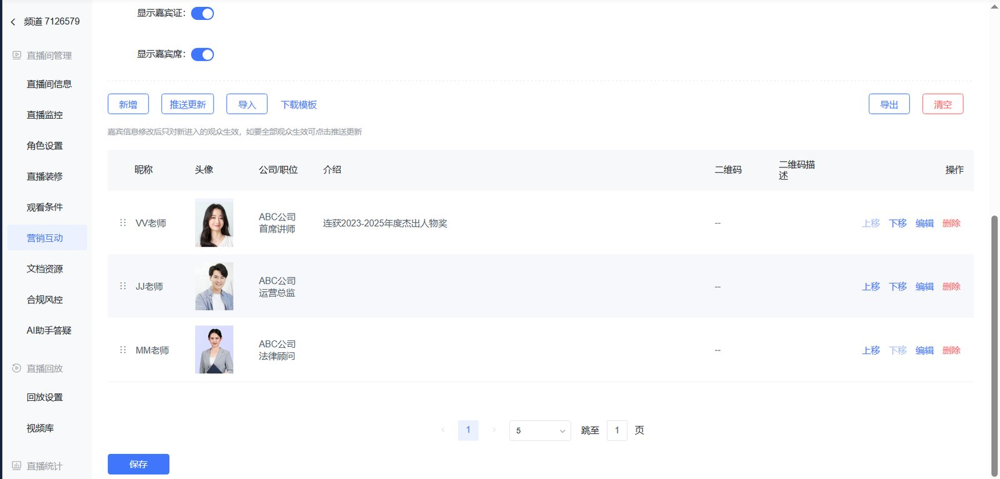 频道 7126579
直播间管理
直播间信息
直播监控
角色设置
直播装修
观看条件
营销互动
文档资源
合规风控
AI助手答疑
直播回放
回放设置
视频库
直播统计
显示嘉宾证：
显示嘉宾席：
新增 推送更新 导入 下载模板 导出 清空
嘉宾信息修改后只对新进入的观众生效，如要全部观众生效可点击推送更新
昵称 头像 公司/职位 介绍 二维码 二维码描述 操作
VV老师 ABC公司 首席讲师 连获2023-2025年度杰出人物奖 -- 上移 下移 编辑 删除
JJ老师 ABC公司 运营总监 -- 上移 下移 编辑 删除
MM老师 ABC公司 法律顾问 -- 上移 下移 编辑 删除
1 5 跳至 1 页
保存